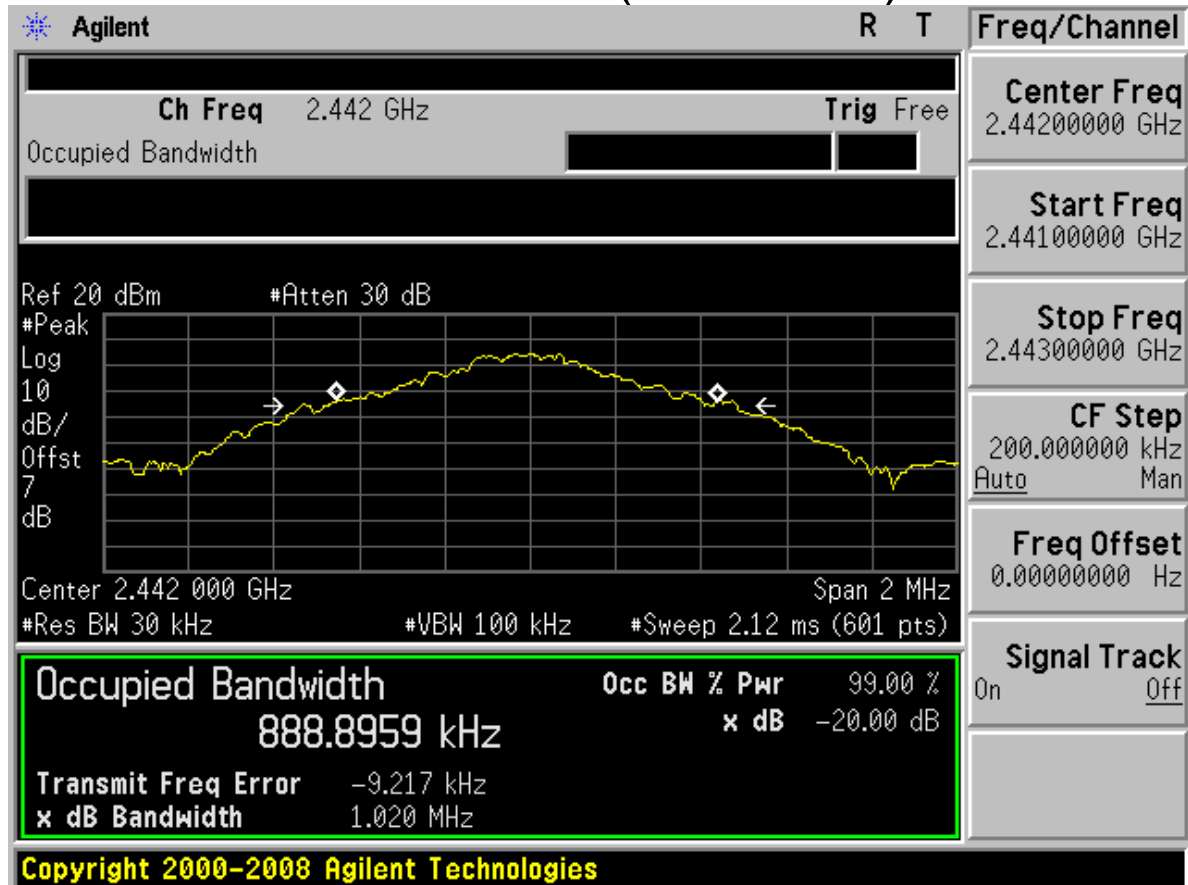 Agilent R T
Freq/Channel
Ch Freq 2.442 GHz Trig Free
Occupied Bandwidth
Center Freq
2.44200000 GHz
Start Freq
2.44100000 GHz
Stop Freq
2.44300000 GHz
CF Step
200.000000 kHz
Auto Man
Freq Offset
0.00000000 Hz
Signal Track
On Off
Ref 20 dBm #Atten 30 dB
#Peak
Log
10
dB/
Offst
7
dB
Center 2.442 000 GHz Span 2 MHz
#Res BW 30 kHz #VBW 100 kHz #Sweep 2.12 ms (601 pts)
Occupied Bandwidth
888.8959 kHz
Occ BW % Pwr 99.00 %
x dB -20.00 dB
Transmit Freq Error -9.217 kHz
x dB Bandwidth 1.020 MHz
Copyright 2000-2008 Agilent Technologies